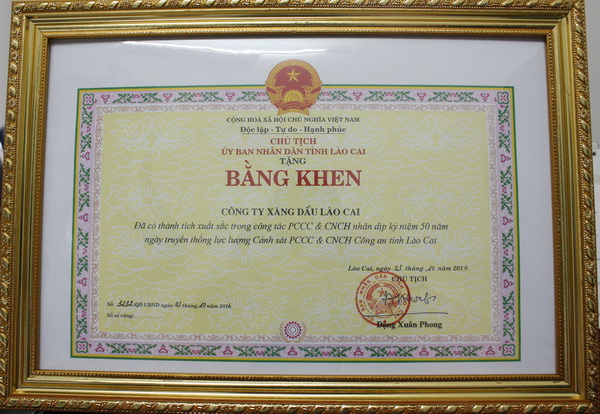 CỘNG HOÀ XÃ HỘI CHỦ NGHĨA VIỆT NAM
Độc lập - Tự do - Hạnh phúc
CHỦ TỊCH
ỦY BAN NHÂN DÂN TỈNH LÀO CAI
TẶNG
BẰNG KHEN
CÔNG TY XĂNG DẦU LÀO CAI
Đã có thành tích xuất sắc trong công tác PCCC & CNCH nhân dịp kỷ niệm 50 năm
ngày truyền thống lực lượng Cảnh sát PCCC & CNCH Công an tỉnh Lào Cai
Lào Cai, ngày tháng 10 năm 2016
CHỦ TỊCH
Số: QĐ.UBND ngày tháng 10 năm 2016
Số sổ vàng:
Đặng Xuân Phong